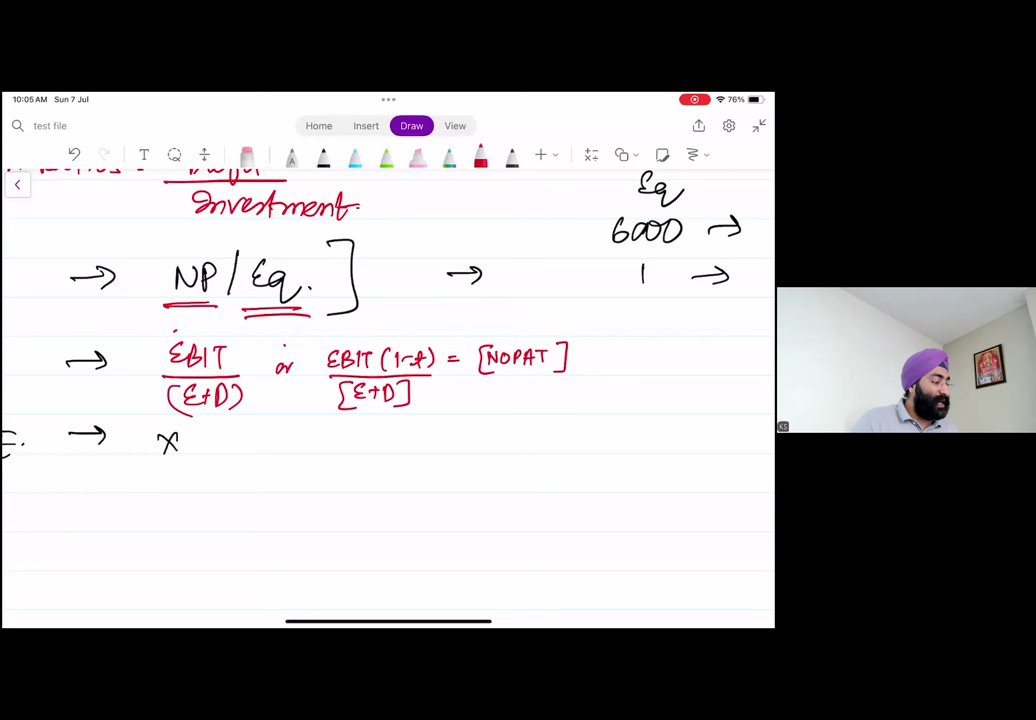 10:05 AM Sun 7 Jul
76%
test file
Home Insert Draw View
Investment.
Eq
6000 →
1 →
→ NP / Eq. ] →
→ EBIT / (E+D) or EBIT (1-t) / [E+D] = [NOPAT]
→ X
KS